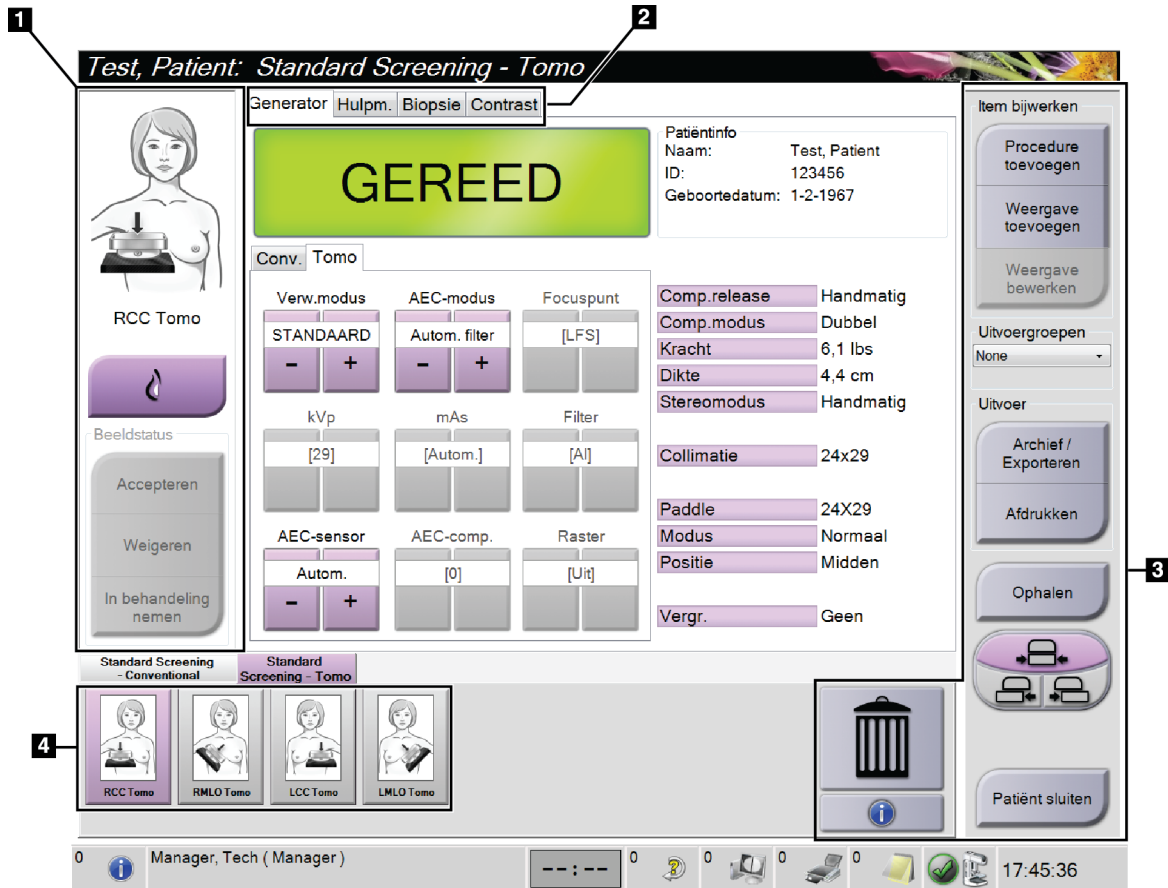 1
2
Test, Patient: Standard Screening - Tomo
Generator Hulpm. Biopsie Contrast
GEREED
Patiëntinfo
Naam: Test, Patient
ID: 123456
Geboortedatum: 1-2-1967
RCC Tomo
Beeldstatus
Accepteren
Weigeren
In behandeling
nemen
Conv. Tomo
Verw.modus AEC-modus Focuspunt
STANDAARD Autom. filter [LFS]
- + - +
kVp mAs Filter
[29] [Autom.] [Al]
AEC-sensor AEC-comp. Raster
Autom. [0] [Uit]
- +
Comp.release Handmatig
Comp.modus Dubbel
Kracht 6,1 lbs
Dikte 4,4 cm
Stereomodus Handmatig
Collimatie 24x29
Paddle 24X29
Modus Normaal
Positie Midden
Vergr. Geen
Item bijwerken
Procedure
toevoegen
Weergave
toevoegen
Weergave
bewerken
Uitvoergroepen
None
Uitvoer
Archief /
Exporteren
Afdrukken
3
Ophalen
Patiënt sluiten
Standard Screening
- Conventional
Standard
Screening - Tomo
4
RCC Tomo
RMLO Tomo
LCC Tomo
LMLO Tomo
0 Manager, Tech ( Manager ) --:-- 0 0 0 0 17:45:36